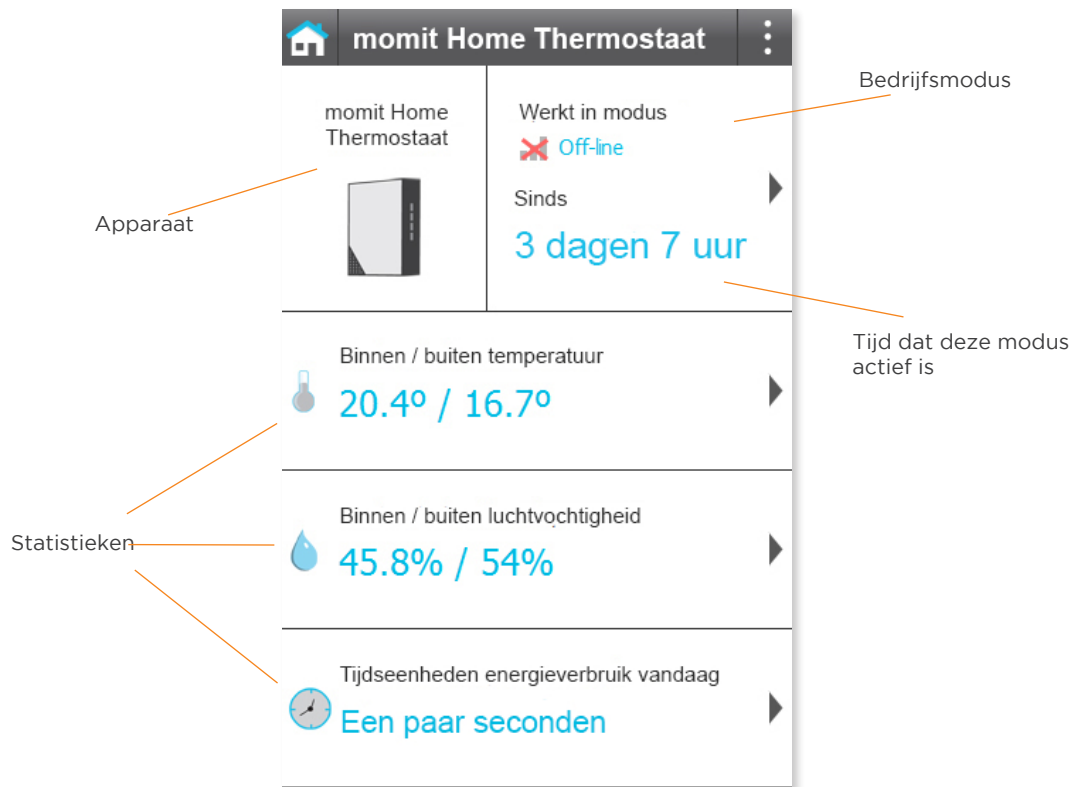 momit Home Thermostaat
Bedrijfsmodus
momit Home
Thermostaat
Werkt in modus
Off-line
Sinds
3 dagen 7 uur
Apparaat
Tijd dat deze modus
actief is
Binnen / buiten temperatuur
20.4º / 16.7º
Statistieken
Binnen / buiten luchtvochtigheid
45.8% / 54%
Tijdseenheden energieverbruik vandaag
Een paar seconden